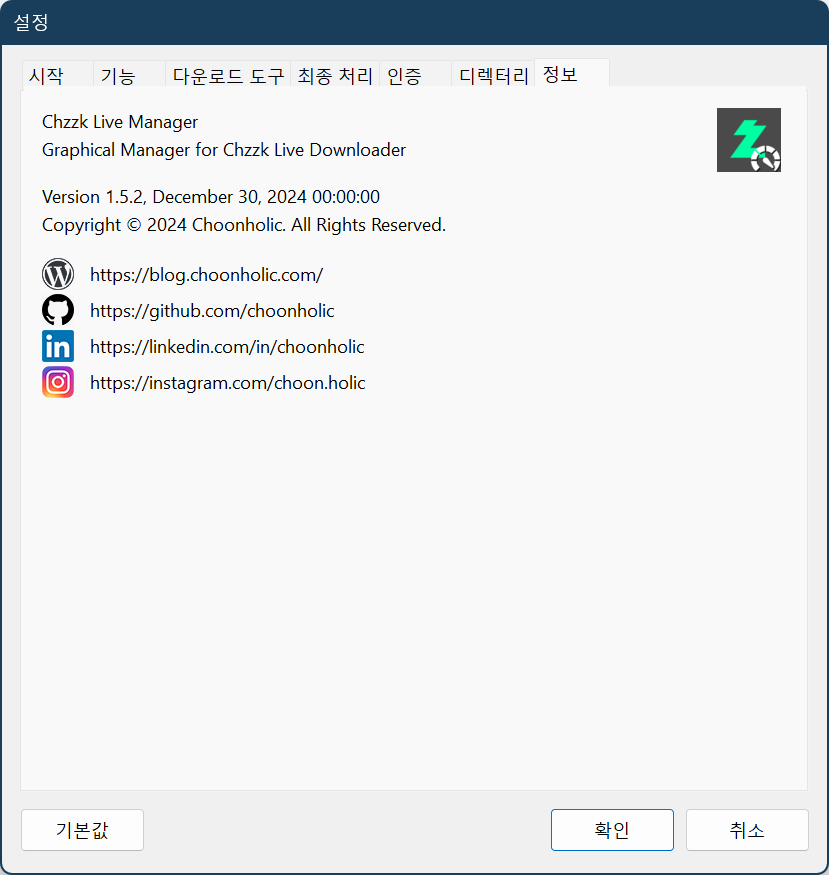 설정
시작 기능 다운로드 도구 최종 처리 인증 디렉터리 정보
Chzzk Live Manager
Graphical Manager for Chzzk Live Downloader
Version 1.5.2, December 30, 2024 00:00:00
Copyright © 2024 Choonholic. All Rights Reserved.
https://blog.choonholic.com/
https://github.com/choonholic
https://linkedin.com/in/choonholic
https://instagram.com/choon.holic
기본값 확인 취소